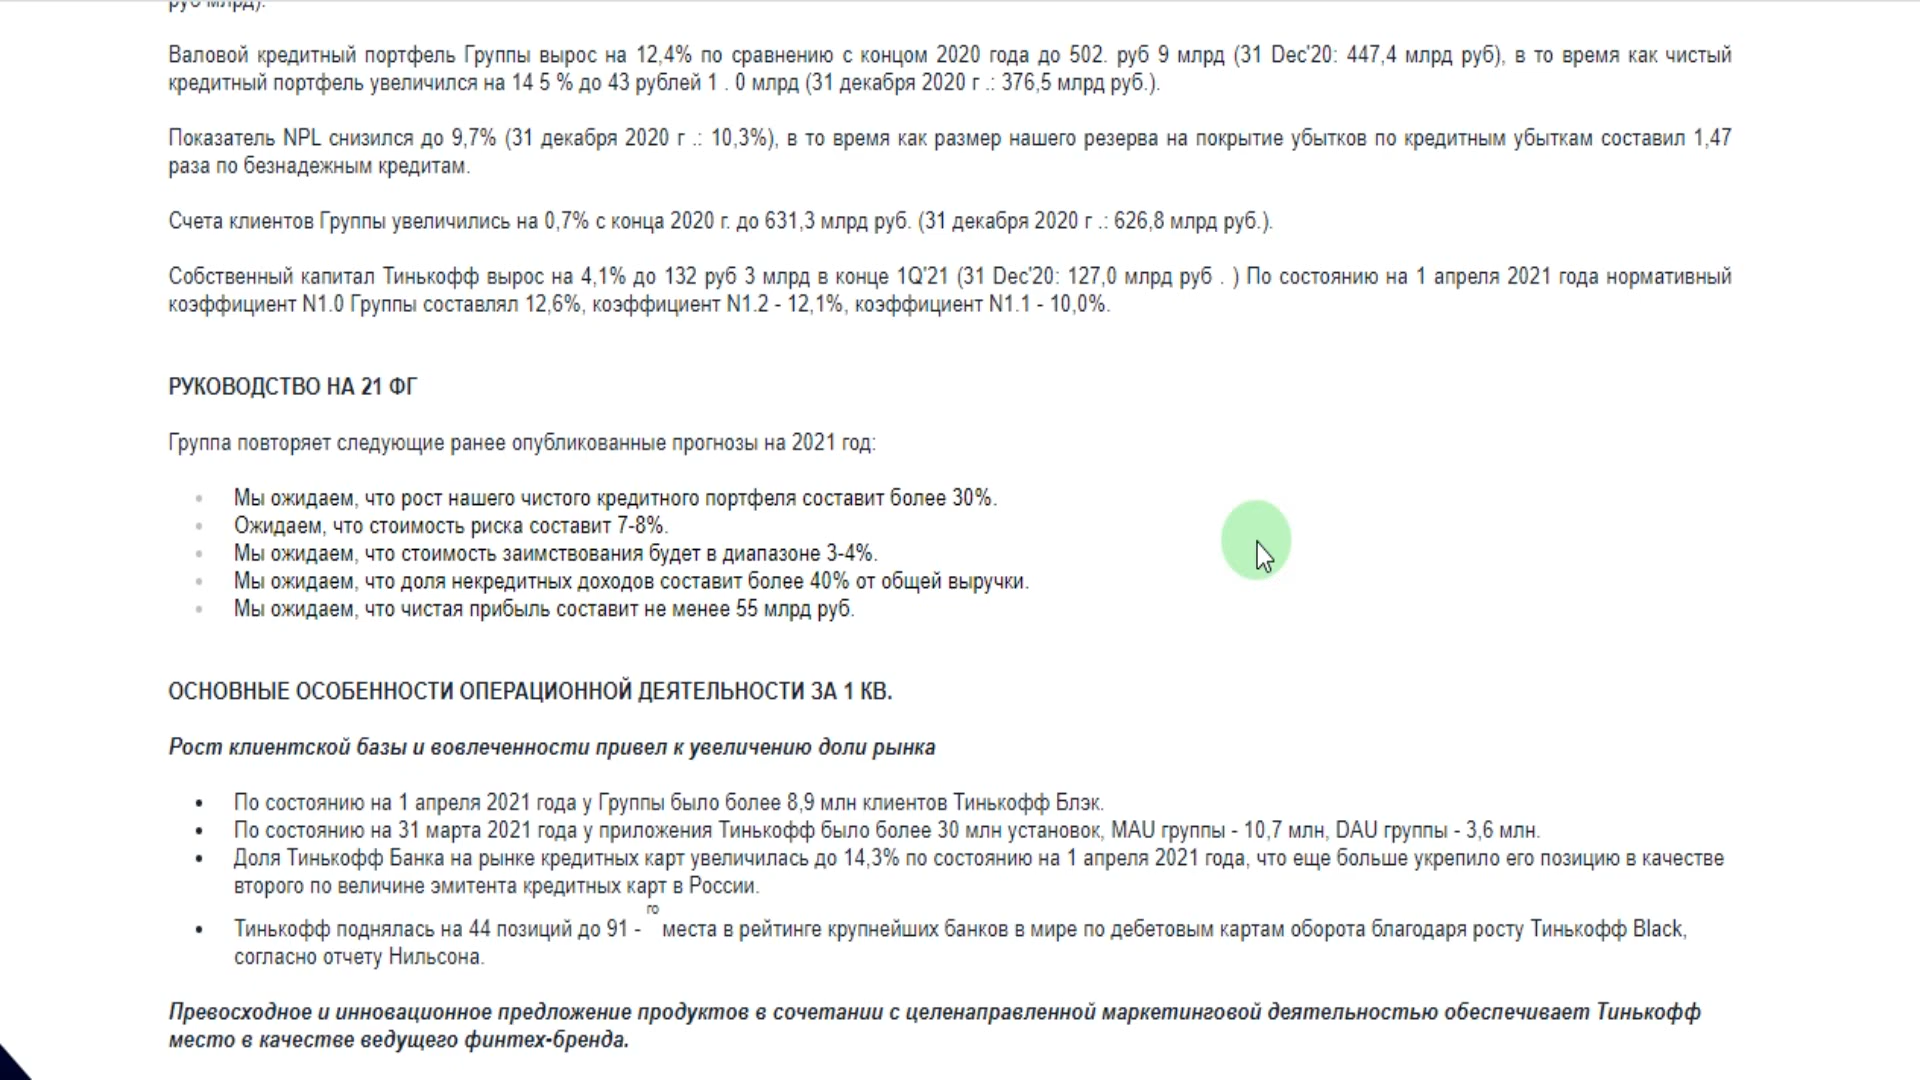 руб млрд).
Валовой кредитный портфель Группы вырос на 12,4% по сравнению с концом 2020 года до 502. руб 9 млрд (31 Dec'20: 447,4 млрд руб), в то время как чистый
кредитный портфель увеличился на 14 5 % до 43 рублей 1 . 0 млрд (31 декабря 2020 г .: 376,5 млрд руб.).
Показатель NPL снизился до 9,7% (31 декабря 2020 г .: 10,3%), в то время как размер нашего резерва на покрытие убытков по кредитным убыткам составил 1,47
раза по безнадежным кредитам.
Счета клиентов Группы увеличились на 0,7% с конца 2020 г. до 631,3 млрд руб. (31 декабря 2020 г .: 626,8 млрд руб.).
Собственный капитал Тинькофф вырос на 4,1% до 132 руб 3 млрд в конце 1Q'21 (31 Dec'20: 127,0 млрд руб . ) По состоянию на 1 апреля 2021 года нормативный
коэффициент N1.0 Группы составлял 12,6%, коэффициент N1.2 - 12,1%, коэффициент N1.1 - 10,0%.
РУКОВОДСТВО НА 21 ФГ
Группа повторяет следующие ранее опубликованные прогнозы на 2021 год:
• Мы ожидаем, что рост нашего чистого кредитного портфеля составит более 30%.
• Ожидаем, что стоимость риска составит 7-8%.
• Мы ожидаем, что стоимость заимствования будет в диапазоне 3-4%.
• Мы ожидаем, что доля некредитных доходов составит более 40% от общей выручки.
• Мы ожидаем, что чистая прибыль составит не менее 55 млрд руб.
ОСНОВНЫЕ ОСОБЕННОСТИ ОПЕРАЦИОННОЙ ДЕЯТЕЛЬНОСТИ ЗА 1 КВ.
Рост клиентской базы и вовлеченности привел к увеличению доли рынка
• По состоянию на 1 апреля 2021 года у Группы было более 8,9 млн клиентов Тинькофф Блэк.
• По состоянию на 31 марта 2021 года у приложения Тинькофф было более 30 млн установок, MAU группы - 10,7 млн, DAU группы - 3,6 млн.
• Доля Тинькофф Банка на рынке кредитных карт увеличилась до 14,3% по состоянию на 1 апреля 2021 года, что еще больше укрепило его позицию в качестве
второго по величине эмитента кредитных карт в России.
• Тинькофф поднялась на 44 позиций до 91 - го места в рейтинге крупнейших банков в мире по дебетовым картам оборота благодаря росту Тинькофф Black,
согласно отчету Нильсона.
Превосходное и инновационное предложение продуктов в сочетании с целенаправленной маркетинговой деятельностью обеспечивает Тинькофф
место в качестве ведущего финтех-бренда.